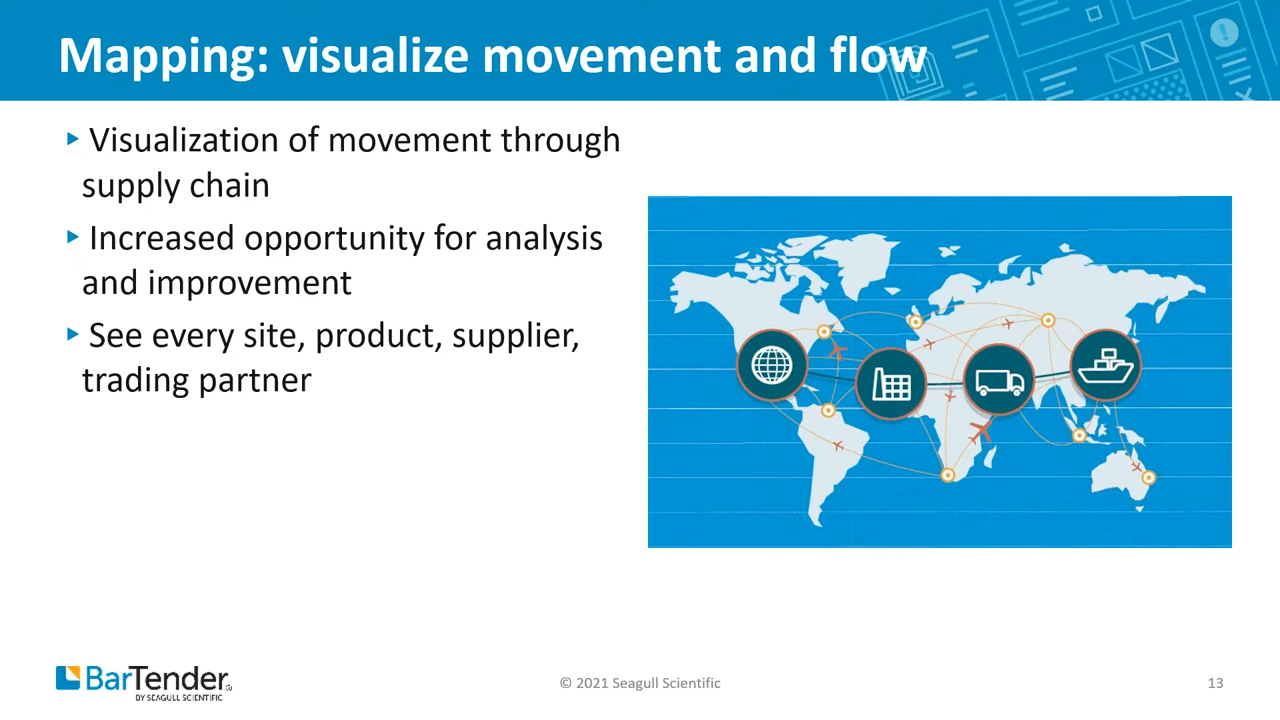 Mapping: visualize movement and flow
Visualization of movement through
supply chain
Increased opportunity for analysis
and improvement
See every site, product, supplier,
trading partner
BarTender®
BY SEAGULL SCIENTIFIC
© 2021 Seagull Scientific
13